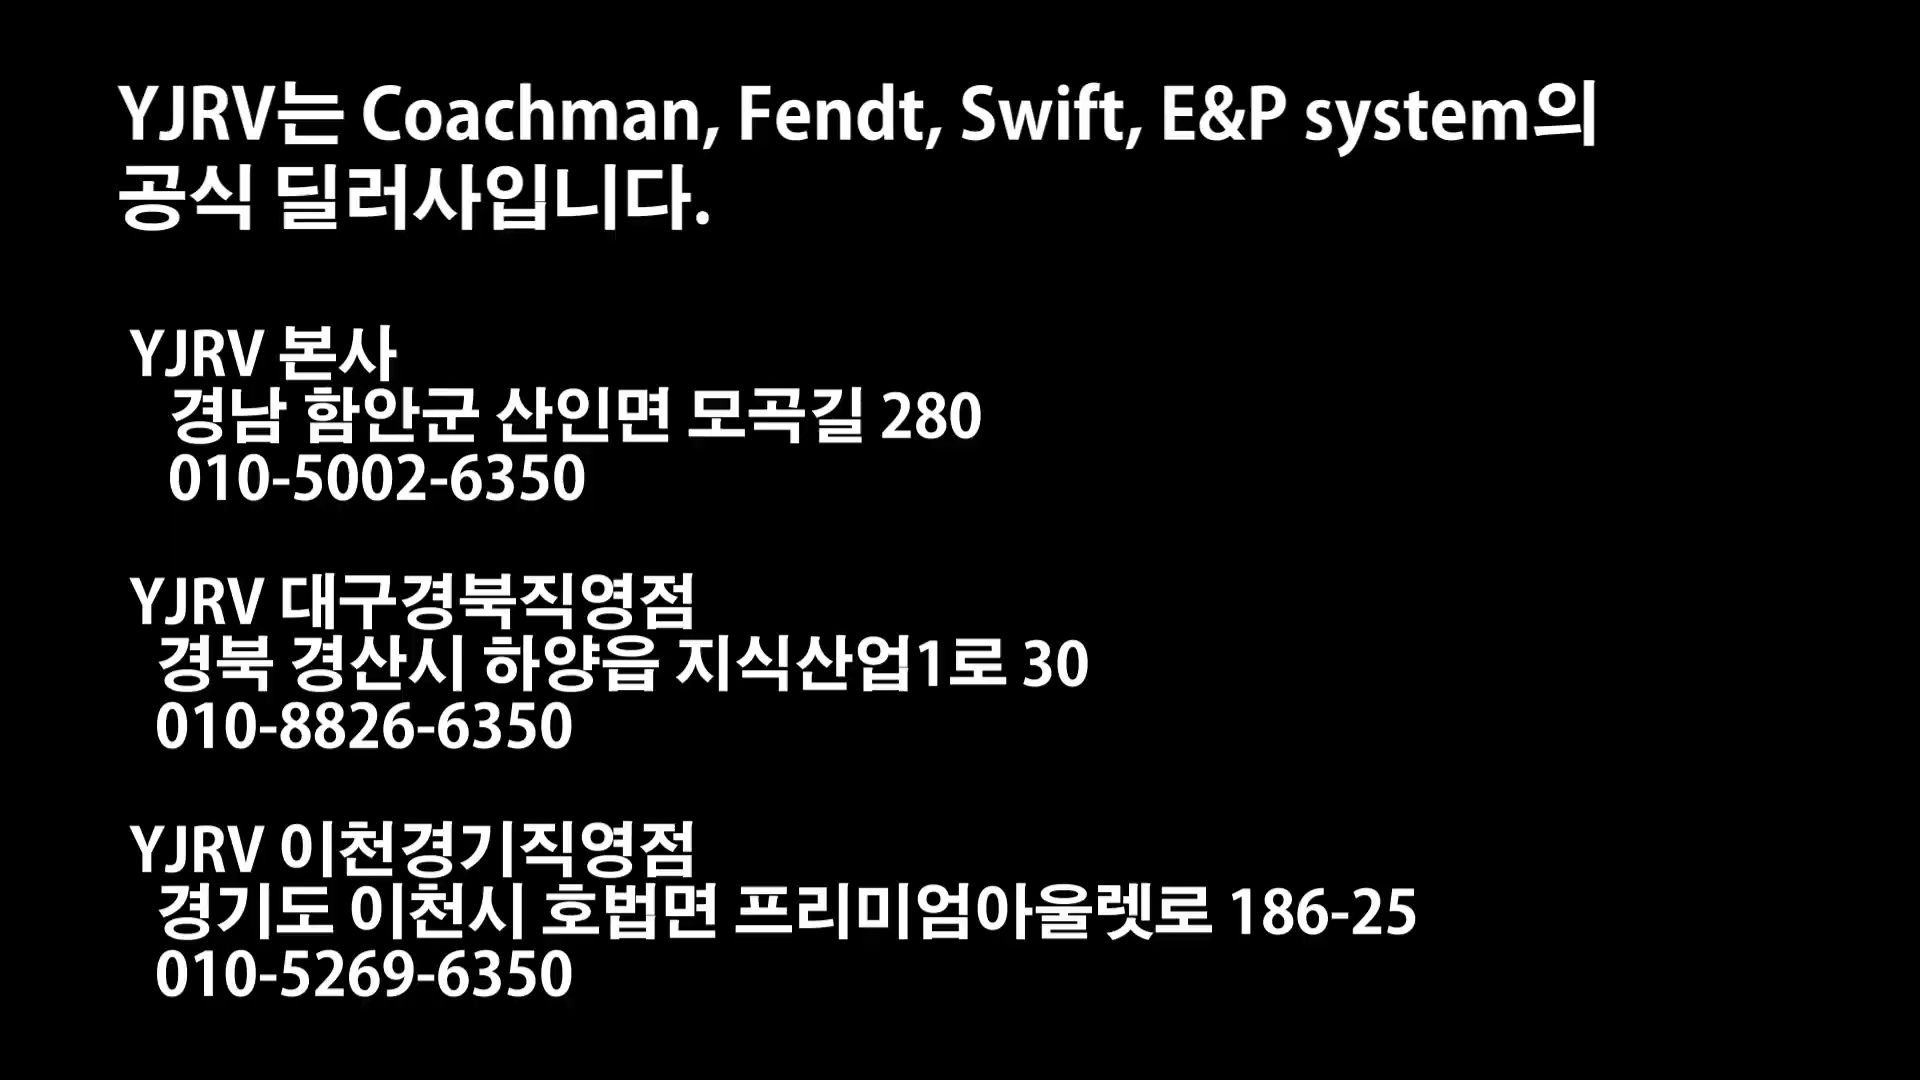 YJRV는 Coachman, Fendt, Swift, E&P system의
공식 딜러사입니다.
YJRV 본사
경남 함안군 산인면 모곡길 280
010-5002-6350
YJRV 대구경북직영점
경북 경산시 하양읍 지식산업1로 30
010-8826-6350
YJRV 이천경기직영점
경기도 이천시 호법면 프리미엄아울렛로 186-25
010-5269-6350